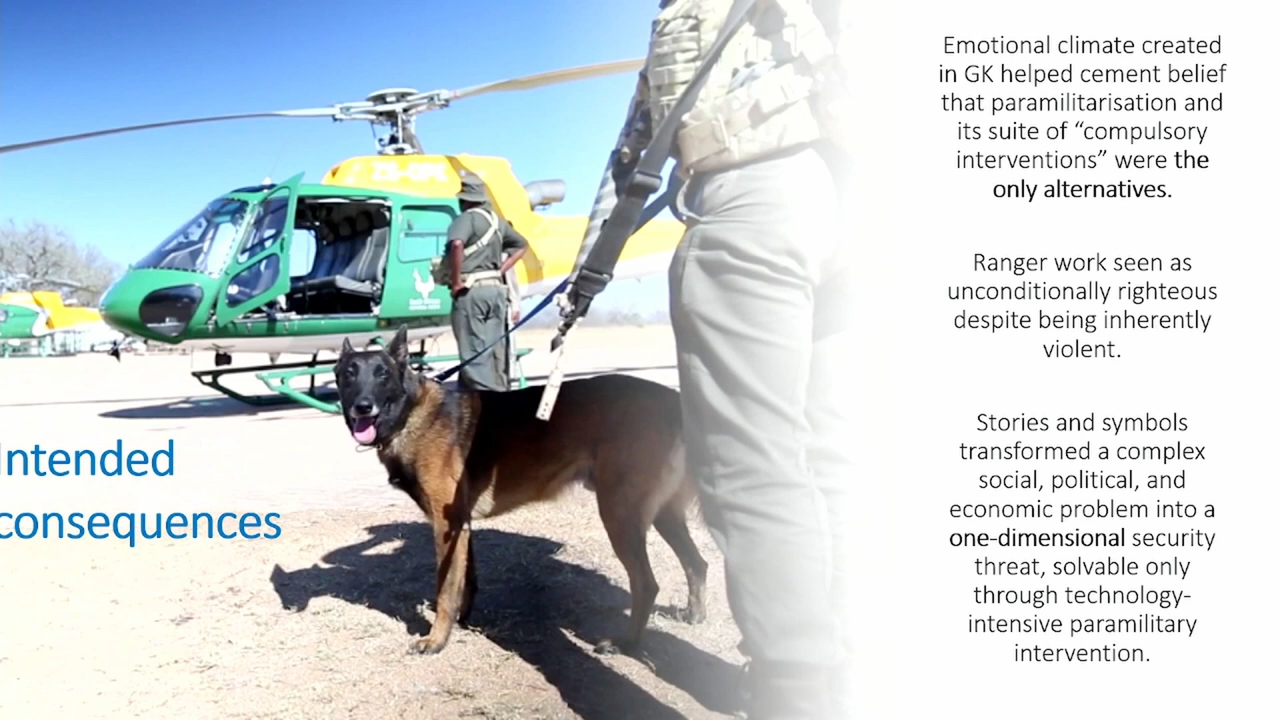 Emotional climate created
in GK helped cement belief
that paramilitarisation and
its suite of “compulsory
interventions” were the
only alternatives.
Ranger work seen as
unconditionally righteous
despite being inherently
violent.
Stories and symbols
transformed a complex
social, political, and
economic problem into a
one-dimensional security
threat, solvable only
through technology-
intensive paramilitary
intervention.
Intended
consequences